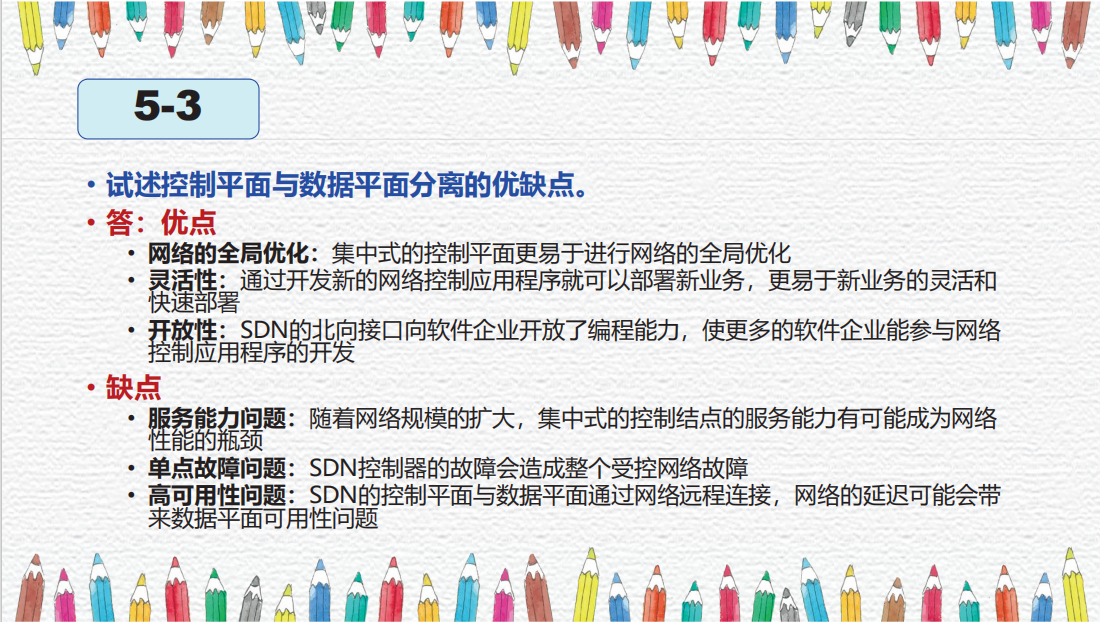 5-3
• 试述控制平面与数据平面分离的优缺点。
• 答：优点
• 网络的全局优化：集中式的控制平面更易于进行网络的全局优化
• 灵活性：通过开发新的网络控制应用程序就可以部署新业务，更易于新业务的灵活和
快速部署
• 开放性：SDN的北向接口向软件企业开放了编程能力，使更多的软件企业能参与网络
控制应用程序的开发
• 缺点
• 服务能力问题：随着网络规模的扩大，集中式的控制结点的服务能力有可能成为网络
性能的瓶颈
• 单点故障问题：SDN控制器的故障会造成整个受控网络故障
• 高可用性问题：SDN的控制平面与数据平面通过网络远程连接，网络的延迟可能会带
来数据平面可用性问题